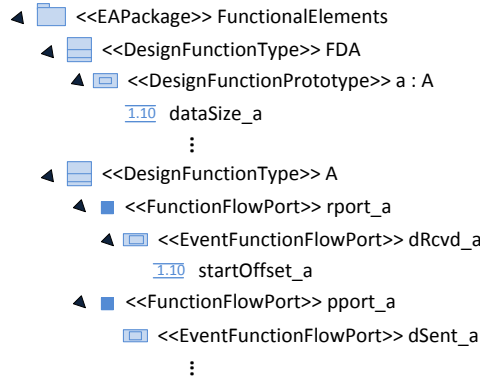 <<EAPackage>> FunctionalElements
<<DesignFunctionType>> FDA
<<DesignFunctionPrototype>> a : A
1.10 dataSize_a
⋮
<<DesignFunctionType>> A
<<FunctionFlowPort>> rport_a
<<EventFunctionFlowPort>> dRcvd_a
1.10 startOffset_a
<<FunctionFlowPort>> pport_a
<<EventFunctionFlowPort>> dSent_a
⋮